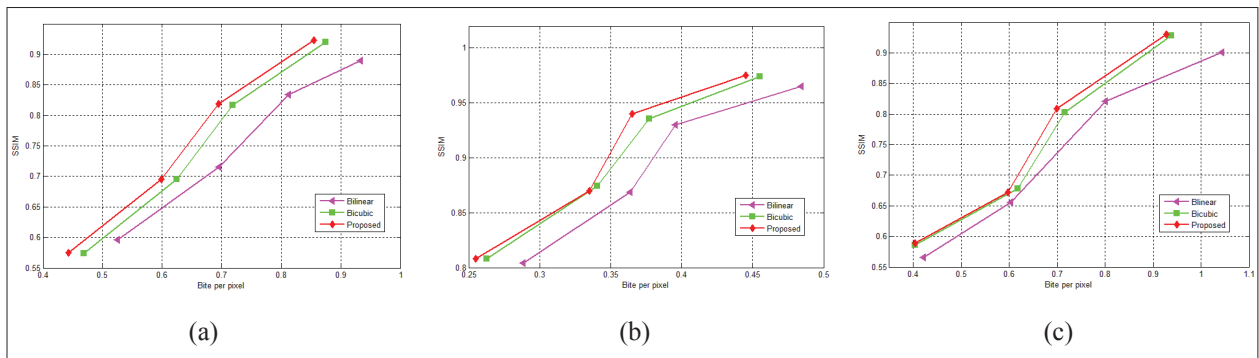 0.9
0.85
0.8
0.75
0.7
0.65
0.6
0.55
SSIM
0.4
0.5
0.6
0.7
0.8
0.9
1
Bite per pixel
Bilinear
Bicubic
Proposed
(a)
1
0.95
0.9
0.85
0.8
SSIM
0.25
0.3
0.35
0.4
0.45
0.5
Bite per pixel
Bilinear
Bicubic
Proposed
(b)
0.9
0.85
0.8
0.75
0.7
0.65
0.6
0.55
SSIM
0.4
0.5
0.6
0.7
0.8
0.9
1
1.1
Bite per pixel
Blinear
Bicubic
Proposed
(c)